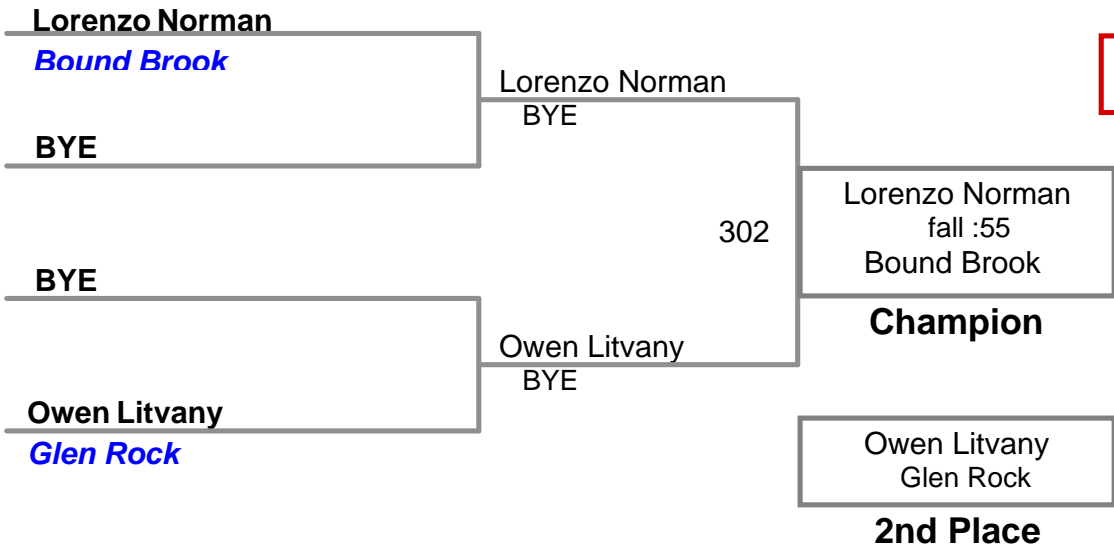 Lorenzo Norman
Bound Brook
BYE
BYE
Owen Litvany
Glen Rock
Lorenzo Norman
BYE
Owen Litvany
BYE
302
Lorenzo Norman
fall :55
Bound Brook
Champion
Owen Litvany
Glen Rock
2nd Place